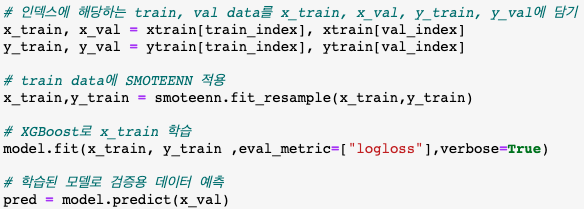 # 인덱스에 해당하는 train, val data를 x_train, x_val, y_train, y_val에 담기
x_train, x_val = xtrain[train_index], xtrain[val_index]
y_train, y_val = ytrain[train_index], ytrain[val_index]
# train data에 SMOTEENN 적용
x_train,y_train = smoteenn.fit_resample(x_train,y_train)
# XGBoost로 x_train 학습
model.fit(x_train, y_train ,eval_metric=["logloss"],verbose=True)
# 학습된 모델로 검증용 데이터 예측
pred = model.predict(x_val)